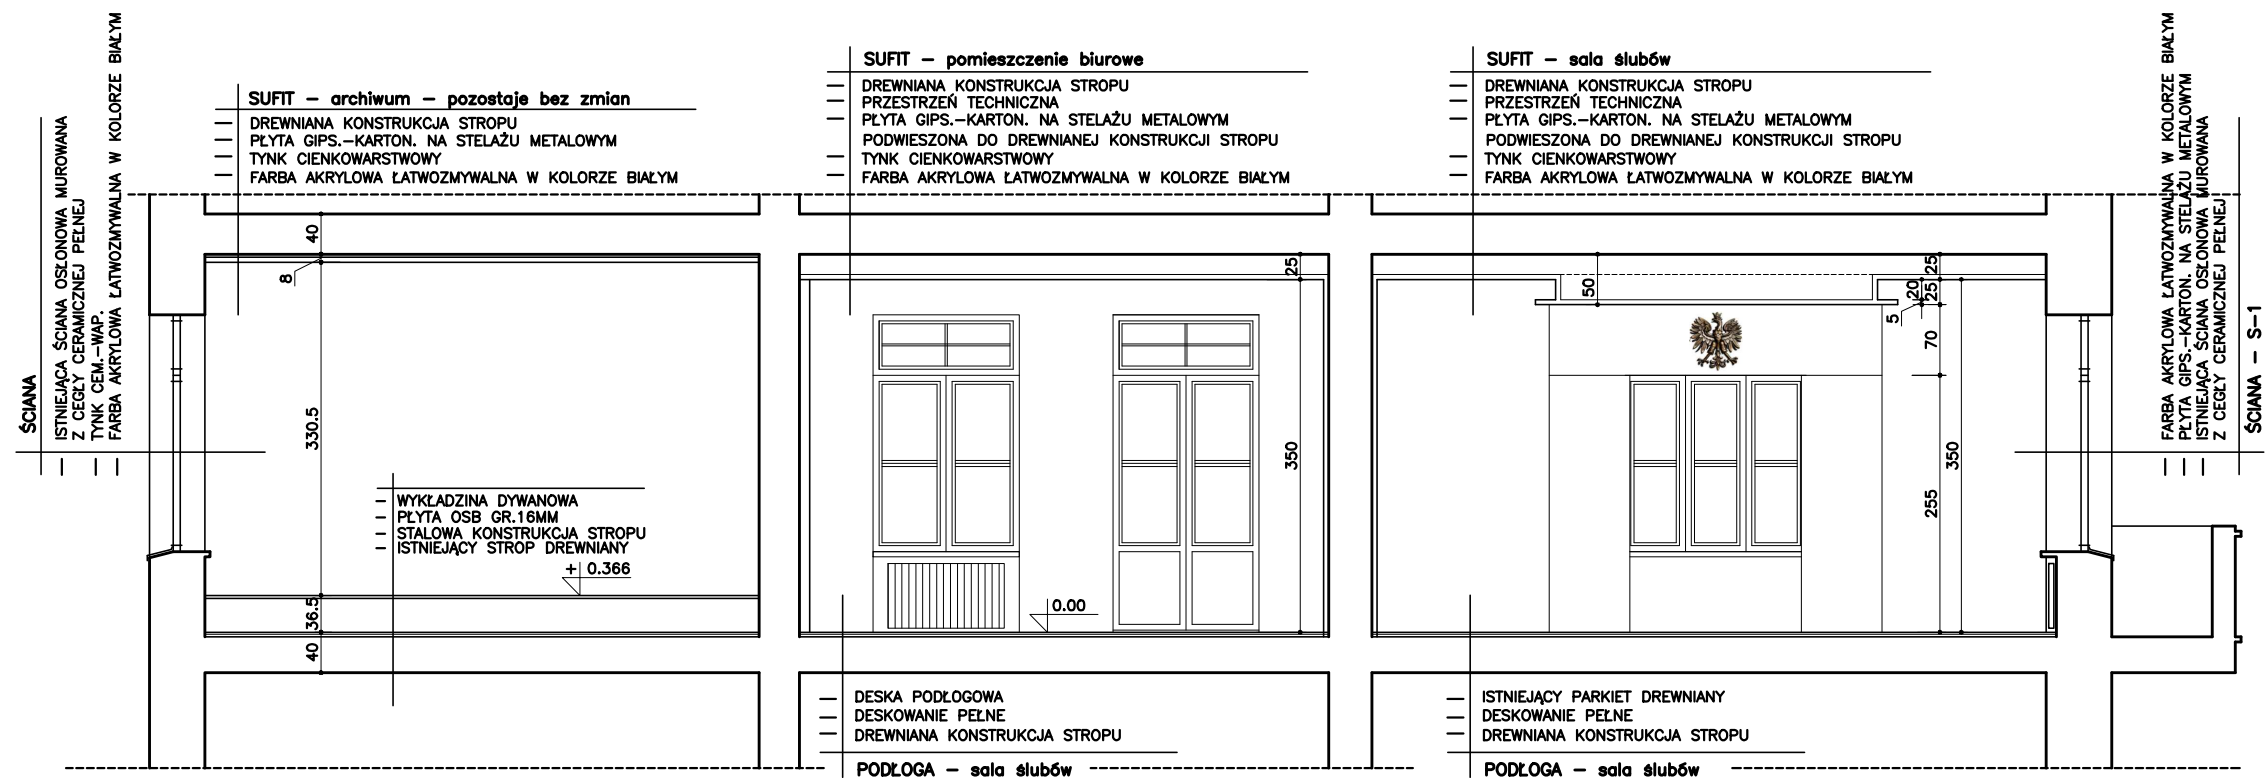 SUFIT – archiwum – pozostaje bez zmian
– DREWNIANA KONSTRUKCJA STROPU
– PŁYTA GIPS.–KARTON. NA STELAŻU METALOWYM
– TYNK CIENKOWARSTWOWY
– FARBA AKRYLOWA ŁATWOZMYWALNA W KOLORZE BIAŁYM
SUFIT – pomieszczenie biurowe
– DREWNIANA KONSTRUKCJA STROPU
– PRZESTRZEŃ TECHNICZNA
– PŁYTA GIPS.–KARTON. NA STELAŻU METALOWYM
PODWIESZONA DO DREWNIANEJ KONSTRUKCJI STROPU
– TYNK CIENKOWARSTWOWY
– FARBA AKRYLOWA ŁATWOZMYWALNA W KOLORZE BIAŁYM
SUFIT – sala ślubów
– DREWNIANA KONSTRUKCJA STROPU
– PRZESTRZEŃ TECHNICZNA
– PŁYTA GIPS.–KARTON. NA STELAŻU METALOWYM
PODWIESZONA DO DREWNIANEJ KONSTRUKCJI STROPU
– TYNK CIENKOWARSTWOWY
– FARBA AKRYLOWA ŁATWOZMYWALNA W KOLORZE BIAŁYM
ŚCIANA
– ISTNIEJĄCA ŚCIANA OSŁONOWA MUROWANA
Z CEGŁY CERAMICZNEJ PEŁNEJ
– TYNK CEM.–WAP.
– FARBA AKRYLOWA ŁATWOZMYWALNA W KOLORZE BIAŁYM
40
8
330.5
36.5
40
– WYKŁADZINA DYWANOWA
– PŁYTA OSB GR.16MM
– STALOWA KONSTRUKCJA STROPU
– ISTNIEJĄCY STROP DREWNIANY
+ 0.366
25
350
0.00
50
25
20
25
5
70
350
255
– FARBA AKRYLOWA ŁATWOZMYWALNA W KOLORZE BIAŁYM
– PŁYTA GIPS.–KARTON. NA STELAŻU METALOWYM
– ISTNIEJĄCA ŚCIANA OSŁONOWA MUROWANA
Z CEGŁY CERAMICZNEJ PEŁNEJ
ŚCIANA – S–1
– DESKA PODŁOGOWA
– DESKOWANIE PEŁNE
– DREWNIANA KONSTRUKCJA STROPU
PODŁOGA – sala ślubów
– ISTNIEJĄCY PARKIET DREWNIANY
– DESKOWANIE PEŁNE
– DREWNIANA KONSTRUKCJA STROPU
PODŁOGA – sala ślubów